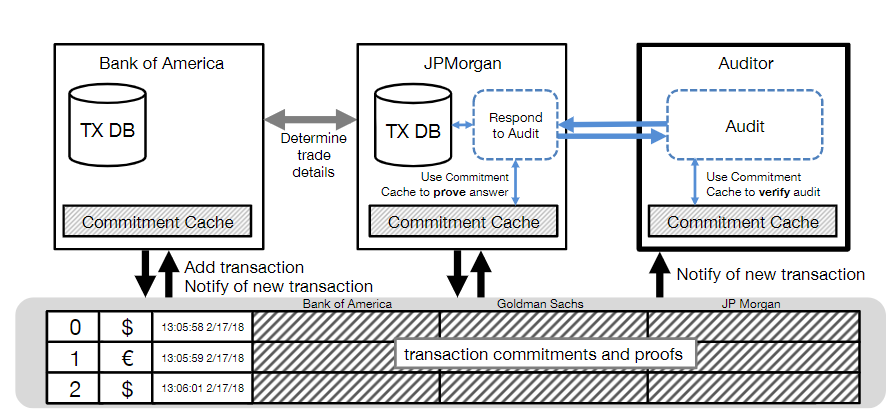 Bank of America
JPMorgan
Auditor
TX DB
TX DB
Respond
to Audit
Audit
Determine
trade
details
Use Commitment
Cache to prove answer
Use Commitment
Cache to verify audit
Commitment Cache
Commitment Cache
Commitment Cache
Add transaction
Notify of new transaction
Notify of new transaction
Bank of America
Goldman Sachs
JP Morgan
0 $ 13:05:58 2/17/18
1 € 13:05:59 2/17/18
transaction commitments and proofs
2 $ 13:06:01 2/17/18